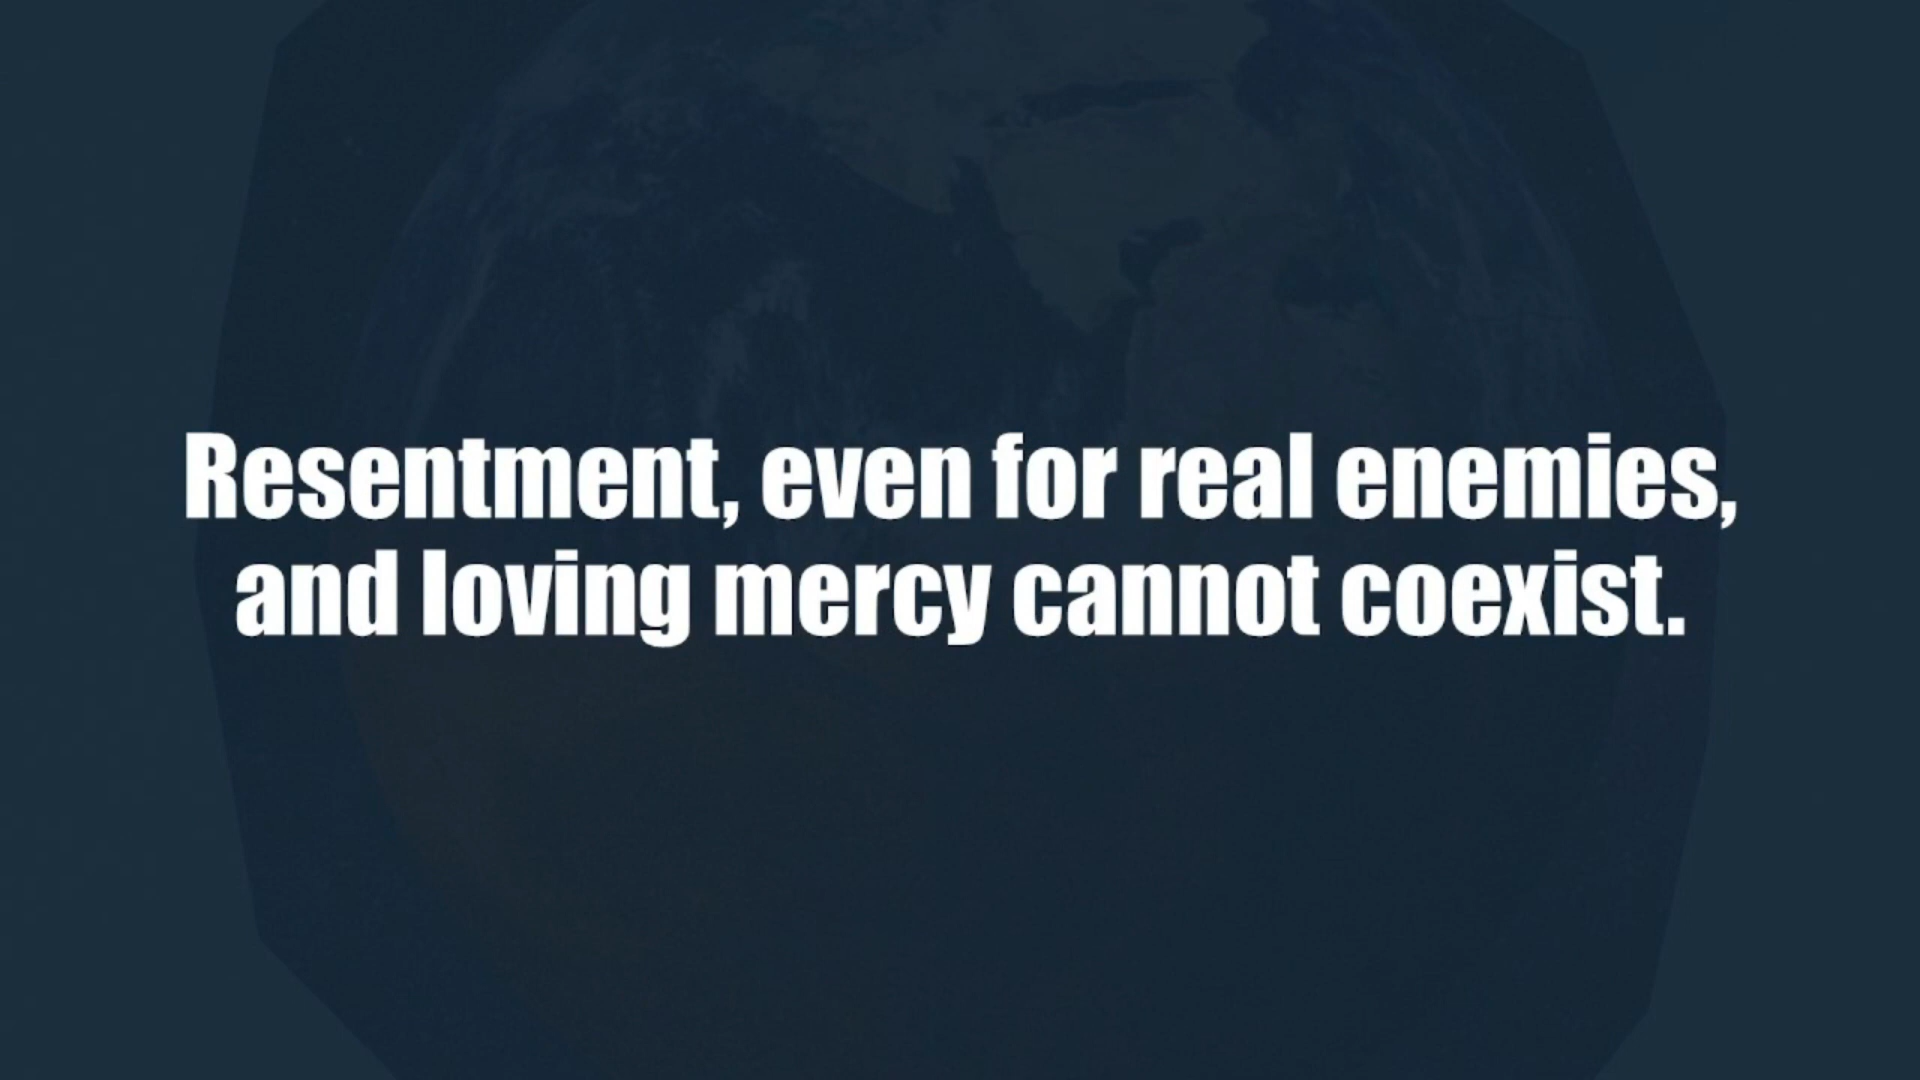 Resentment, even for real enemies,
and loving mercy cannot coexist.